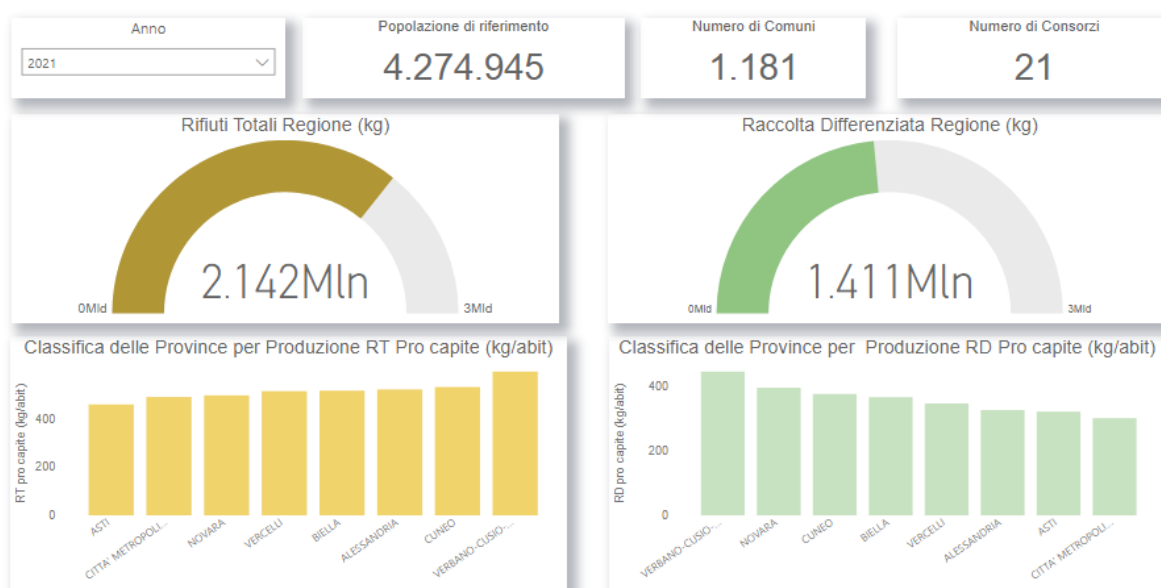 Anno
2021
Popolazione di riferimento
4.274.945
Numero di Comuni
1.181
Numero di Consorzi
21
Rifiuti Totali Regione (kg)
2.142Mln
0Mld
3Mld
Raccolta Differenziata Regione (kg)
1.411Mln
0Mld
3Mld
Classifica delle Province per Produzione RT Pro capite (kg/abit)
RT pro capite (kg/abit)
400
200
0
ASTI
CITTA' METROPOLI...
NOVARA
VERCELLI
BIELLA
ALESSANDRIA
CUNEO
VERBANO-CUSIO-...
Classifica delle Province per Produzione RD Pro capite (kg/abit)
RD pro capite (kg/abit)
400
200
0
VERBANO-CUSIO-...
NOVARA
CUNEO
BIELLA
VERCELLI
ALESSANDRIA
ASTI
CITTA' METROPOLI...